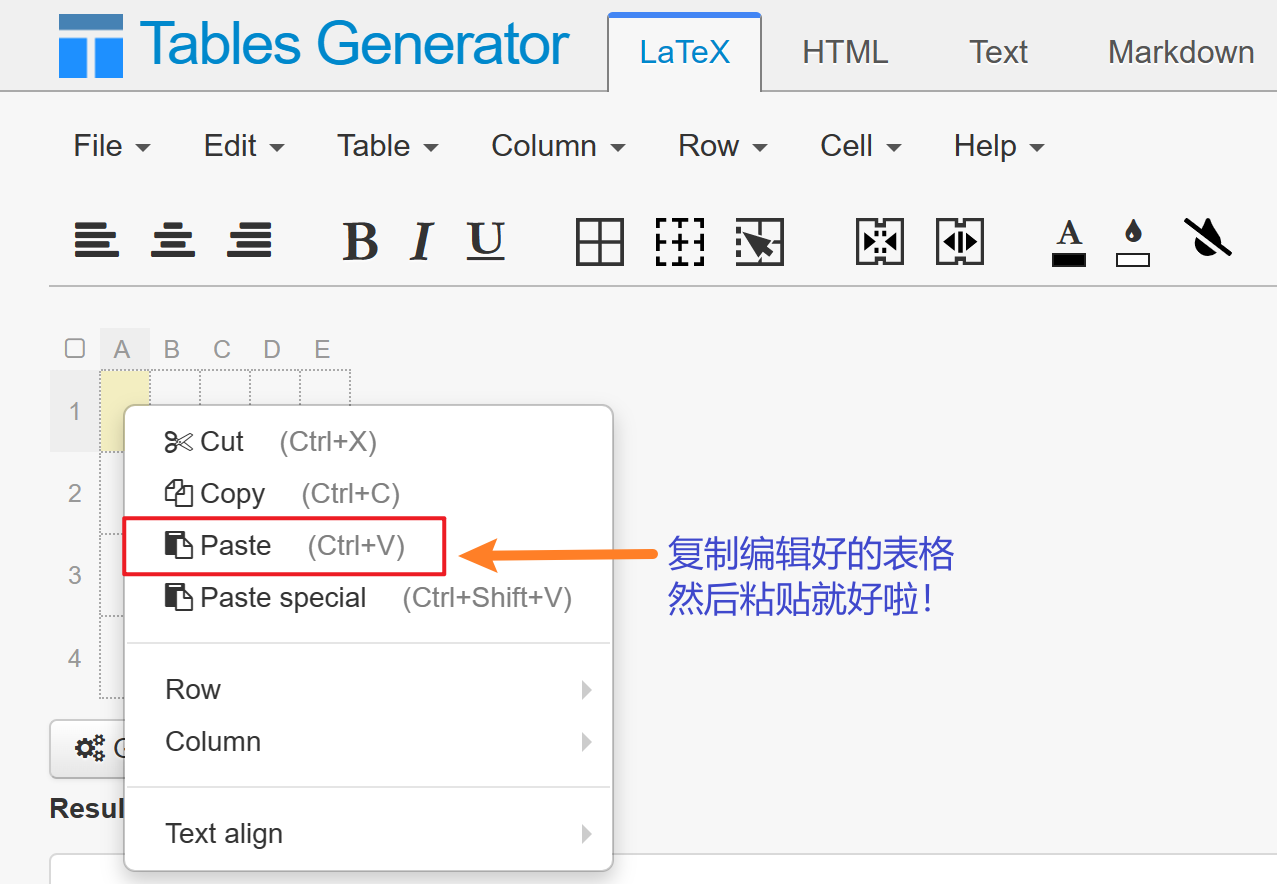 Tables Generator LaTeX HTML Text Markdown
File Edit Table Column Row Cell Help
B I U A
A B C D E
1
Cut (Ctrl+X)
2
Copy (Ctrl+C)
Paste (Ctrl+V)
复制编辑好的表格
3
Paste special (Ctrl+Shift+V)
然后粘贴就好啦!
4
Row
Column
G
Resul
Text align